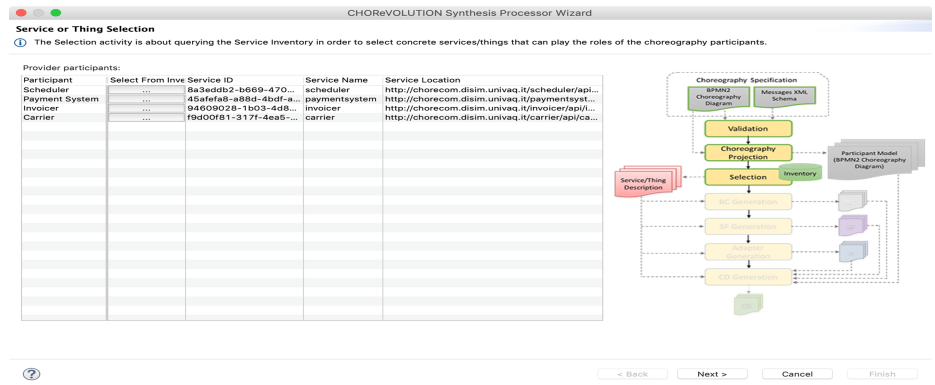 CHOReVOLUTION Synthesis Processor Wizard
Service or Thing Selection
The Selection activity is about querying the Service Inventory in order to select concrete services/things that can play the roles of the choreography participants.
Provider participants:
Participant Select From Inve Service ID Service Name Service Location
Scheduler ... 8a3eddb2-b669-470... scheduler http://chorecom.disim.univaq.it/scheduler/api...
Payment System ... 45afefa8-a88d-4bdf-a... paymentsystem http://chorecom.disim.univaq.it/paymentsyst...
Invoicer ... 94609028-1b03-4d8... invoicer http://chorecom.disim.univaq.it/invoicer/api/i...
Carrier ... f9d00f81-317f-4ea5-... carrier http://chorecom.disim.univaq.it/carrier/api/ca...
Choreography Specification
BPMN2
Choreography
Diagram
Messages XML
Schema
Validation
Choreography
Projection
Participant Model
(BPMN2 Choreography
Diagram)
Selection
Inventory
Service/Thing
Description
BC Generation
SF Generation
Adapter
Generation
CD Generation
?
< Back Next > Cancel Finish